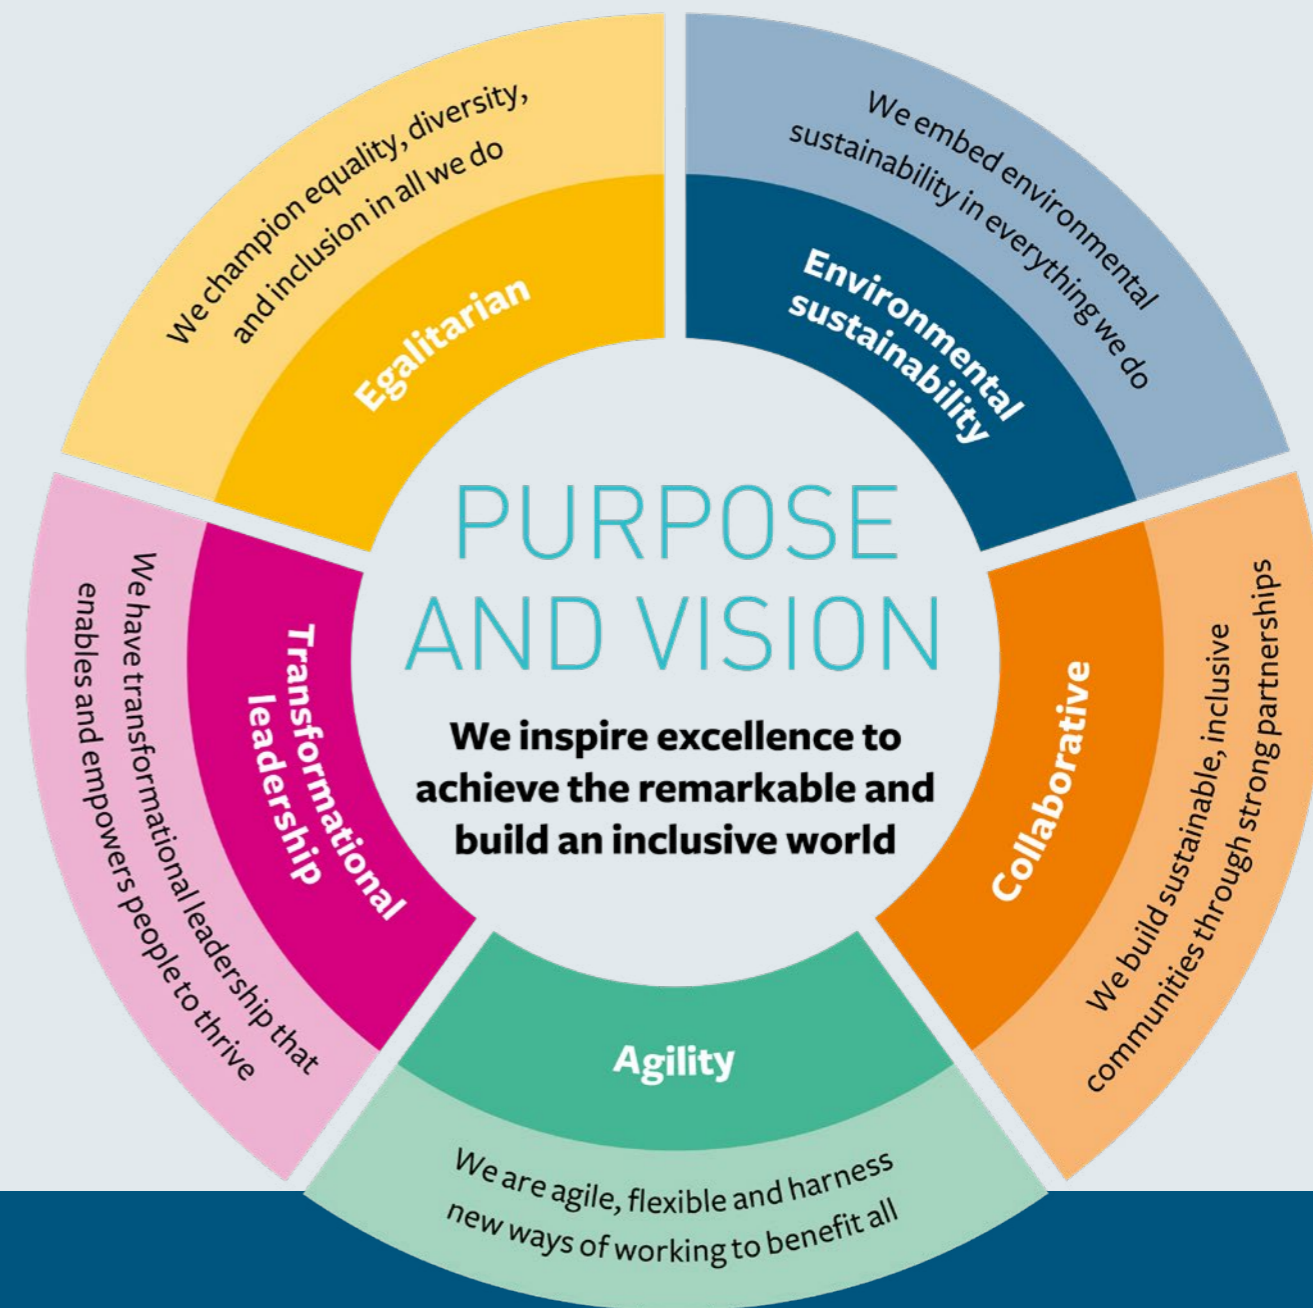 PURPOSE
AND VISION
We inspire excellence to
achieve the remarkable and
build an inclusive world
Environmental
sustainability
We embed environmental
sustainability in everything we do
Collaborative
We build sustainable, inclusive
communities through strong partnerships
Agility
We are agile, flexible and harness
new ways of working to benefit all
Transformational
leadership
We have transformational leadership that
enables and empowers people to thrive
Egalitarian
We champion equality, diversity,
and inclusion in all we do